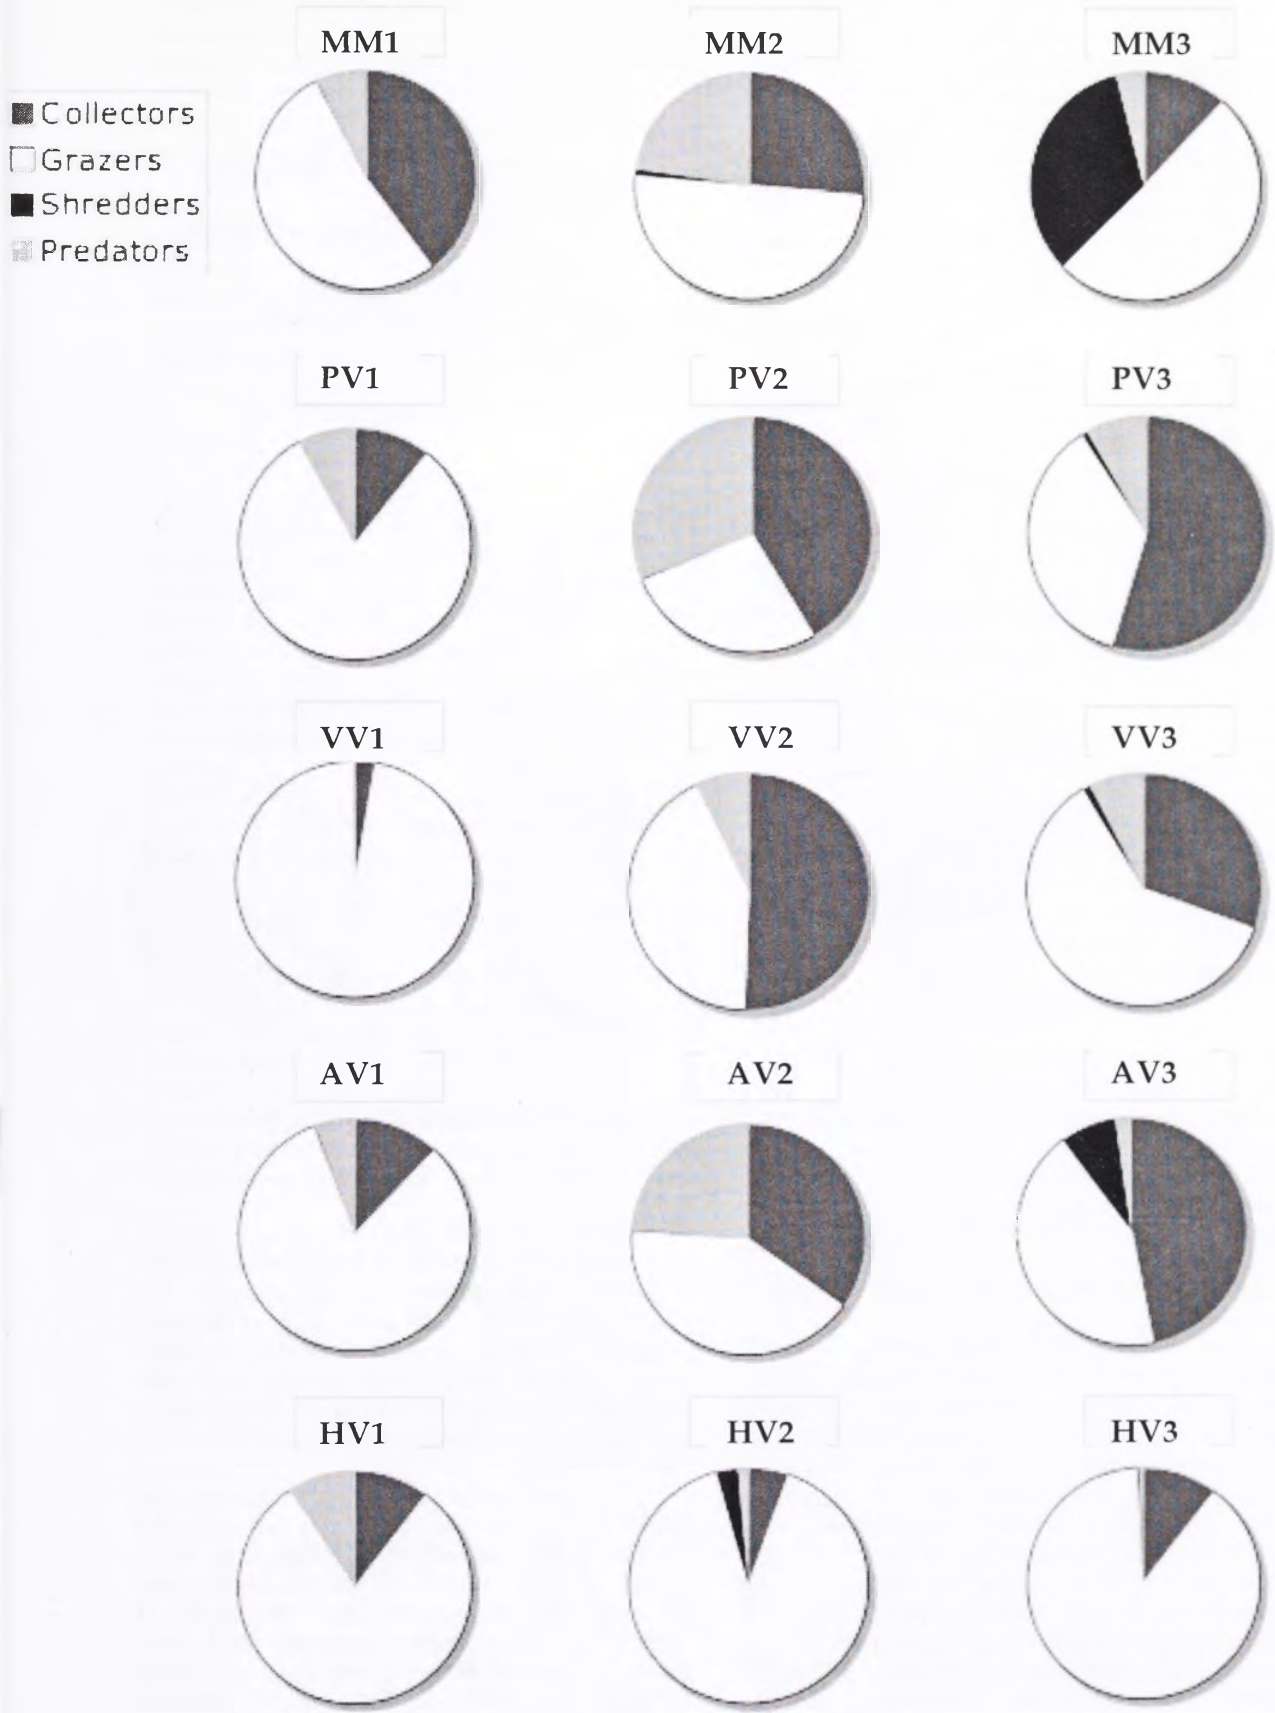 MM1
MM2
MM3
Collectors
Grazers
Shredders
Predators
PV1
PV2
PV3
VV1
VV2
VV3
AV1
AV2
AV3
HV1
HV2
HV3